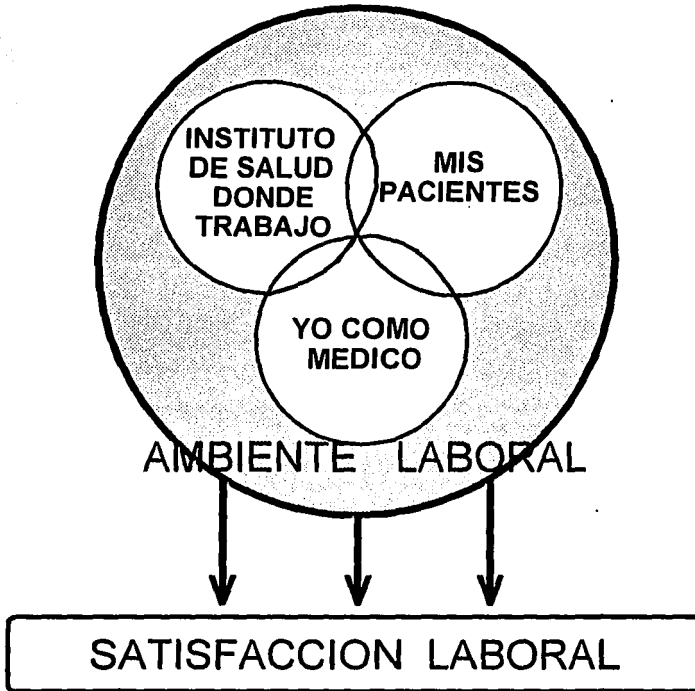 INSTITUTO
DE SALUD
DONDE
TRABAJO
MIS
PACIENTES
YO COMO
MEDICO
AMBIENTE LABORAL
SATISFACCION LABORAL